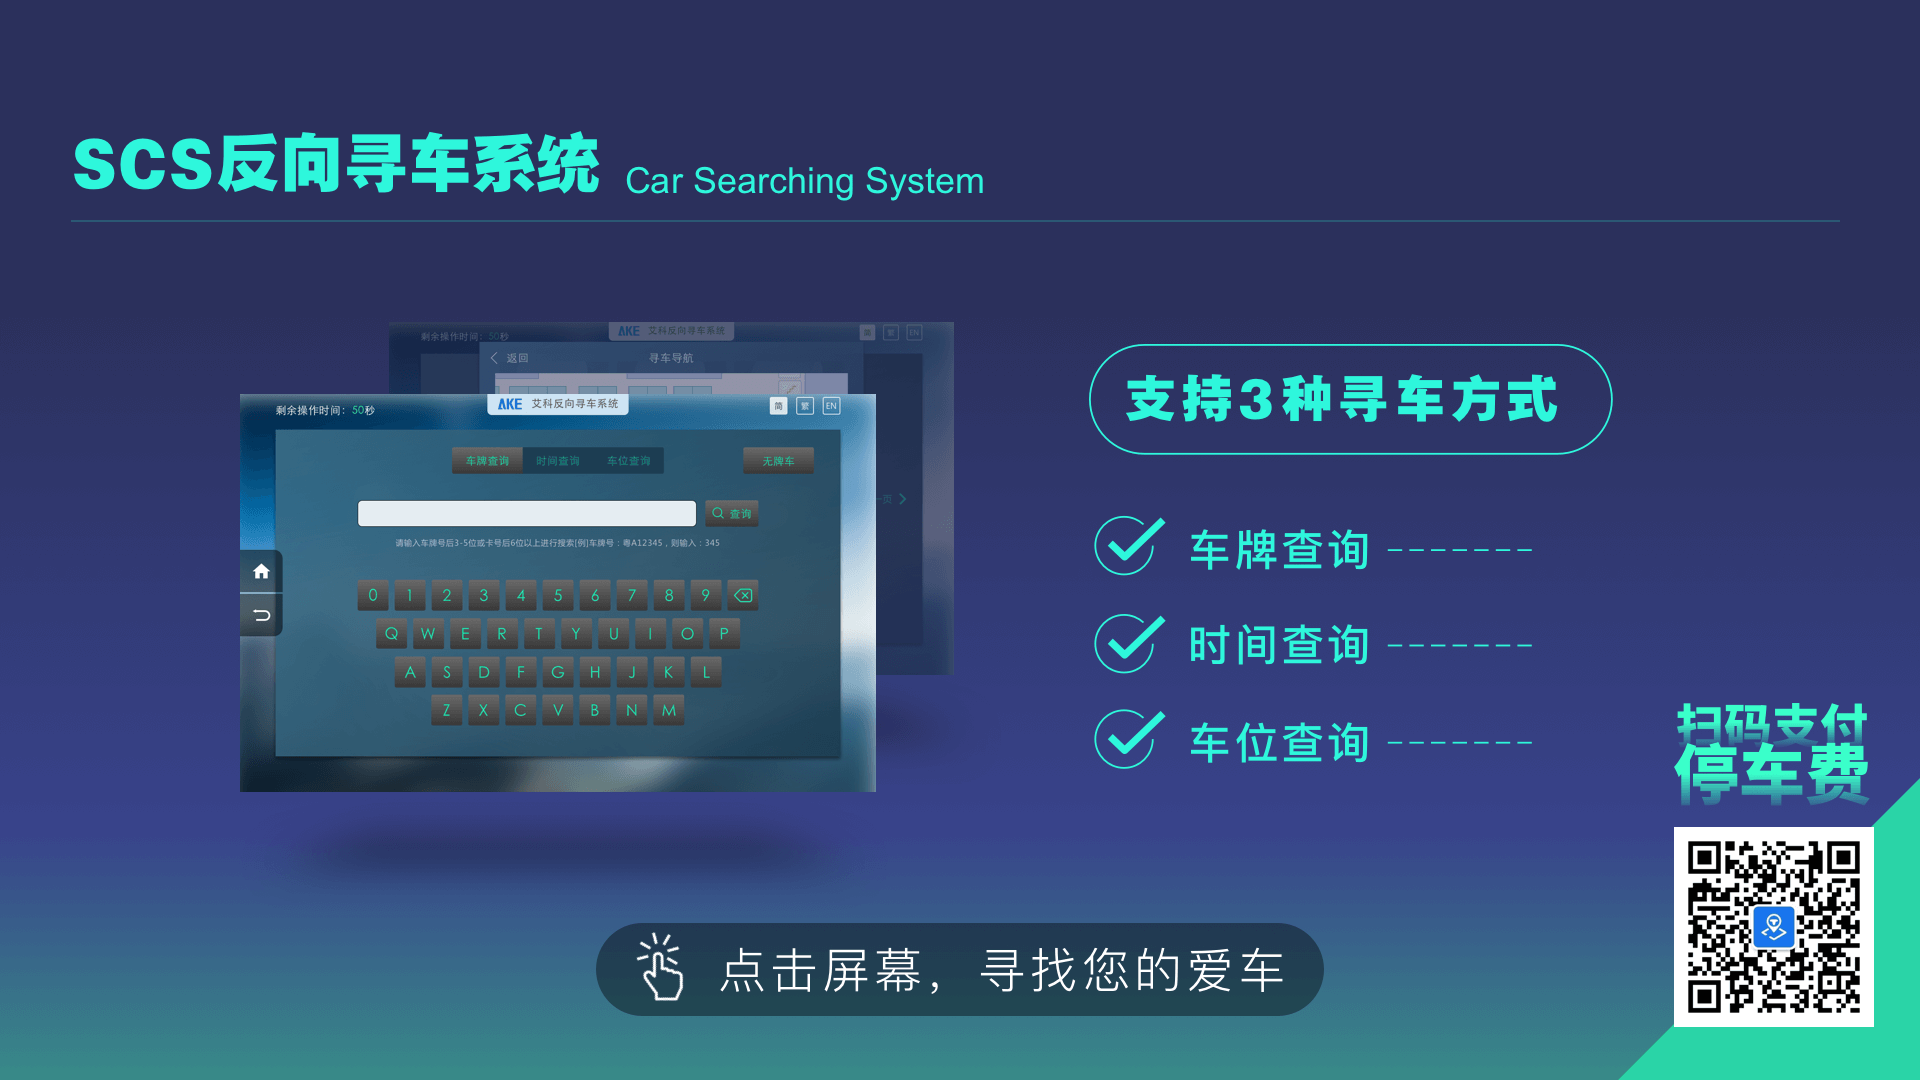 SCS反向寻车系统 Car Searching System
剩余操作时间：50秒
AKE 艾科反向寻车系统
简 繁 EN
返回 寻车导航
剩余操作时间：50秒
AKE 艾科反向寻车系统
简 繁 EN
车牌查询 时间查询 车位查询 无牌车
查询
请输入车牌号后3-5位或卡号后6位以上进行搜索[例]车牌号：粤A12345，则输入：345
0 1 2 3 4 5 6 7 8 9
Q W E R T Y U I O P
A S D F G H J K L
Z X C V B N M
支持3种寻车方式
车牌查询
时间查询
车位查询
扫码支付
停车费
点击屏幕，寻找您的爱车